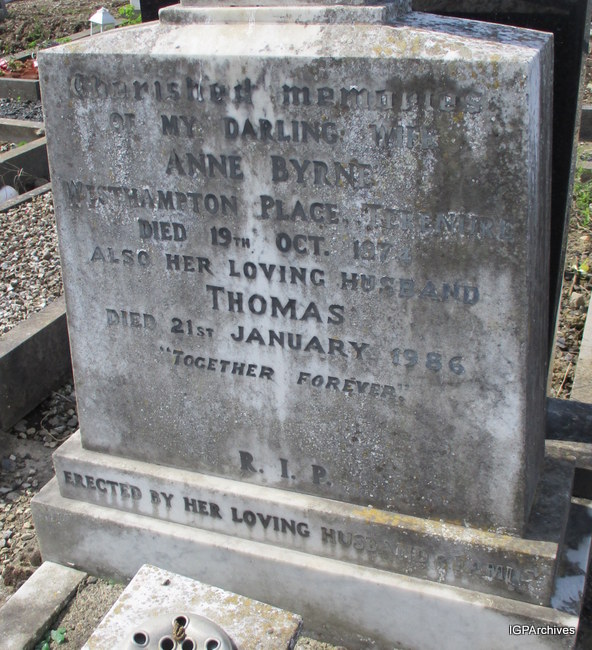 Cherished memories
OF MY DARLING WIFE
ANNE BYRNE
WESTHAMPTON PLACE, TERENURE
DIED 19TH OCT.
ALSO HER LOVING HUSBAND
THOMAS
DIED 21ST JANUARY 1986
"TOGETHER FOREVER."
R. I. P.
ERECTED BY HER LOVING HUSBAND & FAMILY
IGPArchives